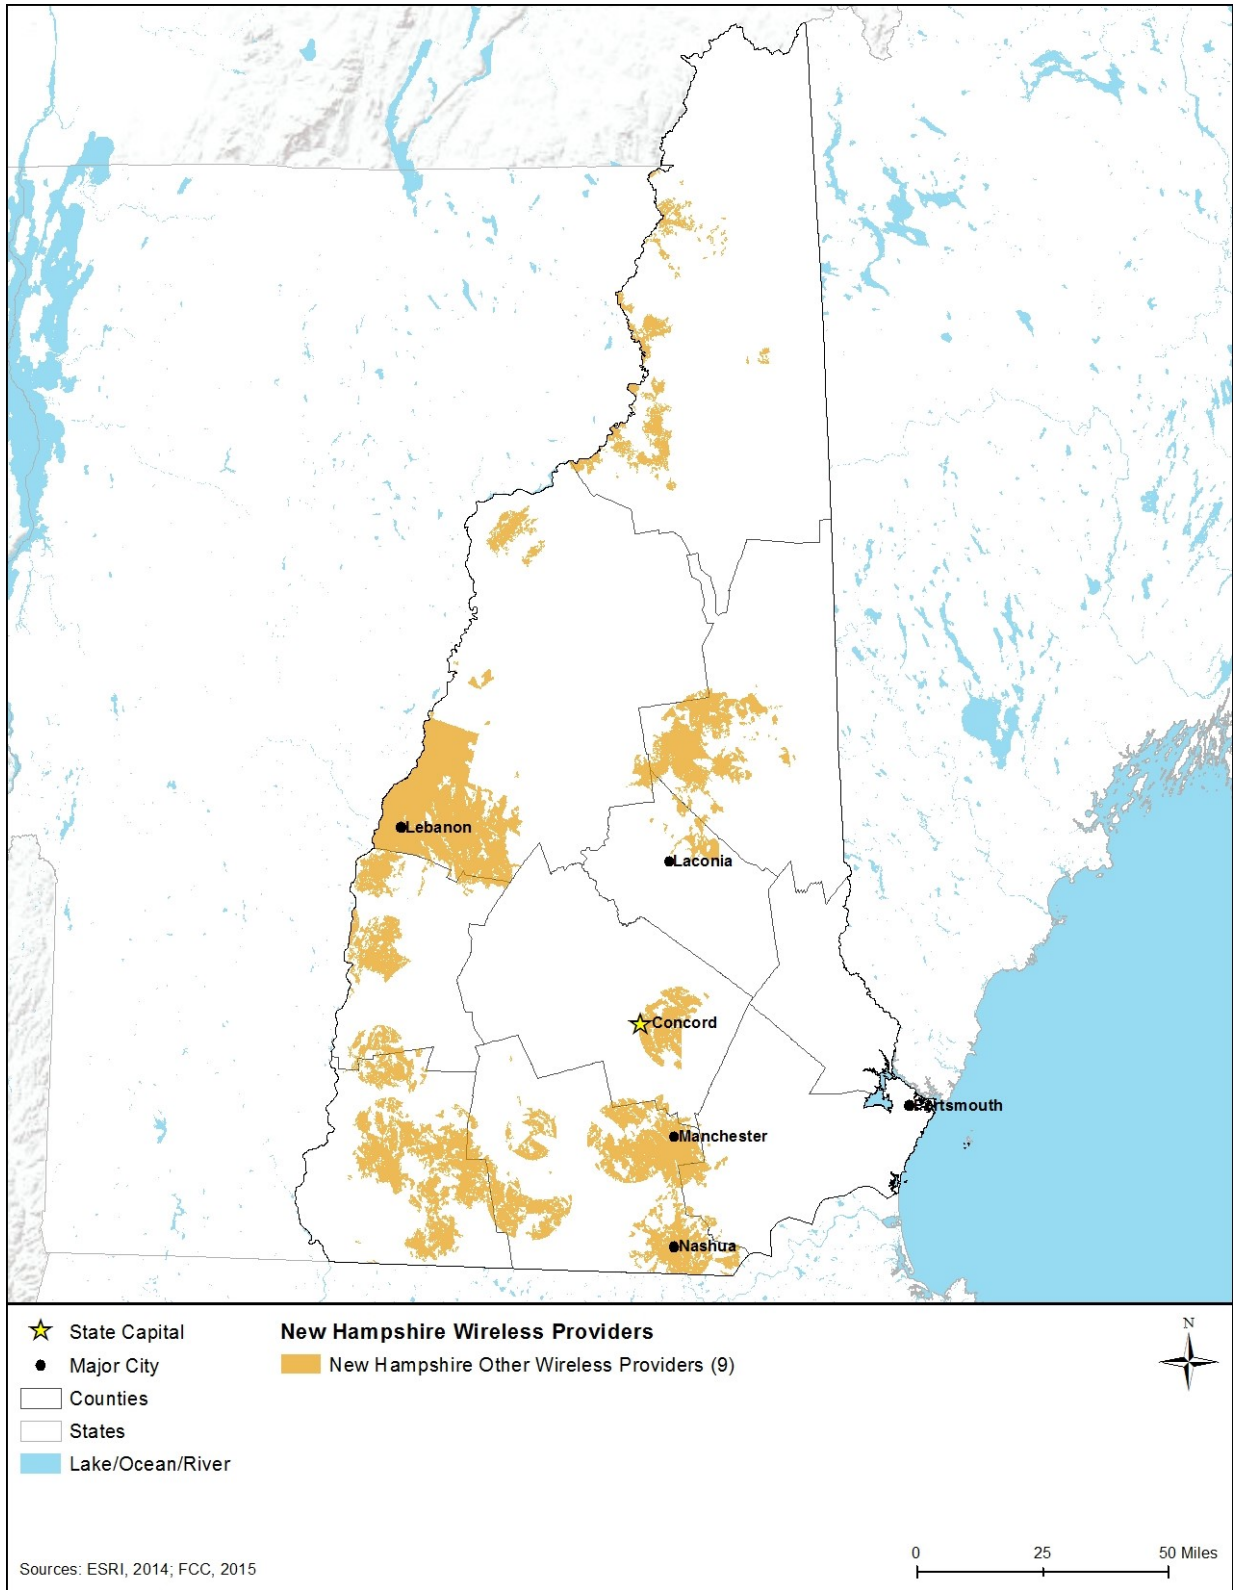 Lebanon
Laconia
Concord
Portsmouth
Manchester
Nashua
State Capital
Major City
Counties
States
Lake/Ocean/River
New Hampshire Wireless Providers
New Hampshire Other Wireless Providers (9)
N
Sources: ESRI, 2014; FCC, 2015
0 25 50 Miles